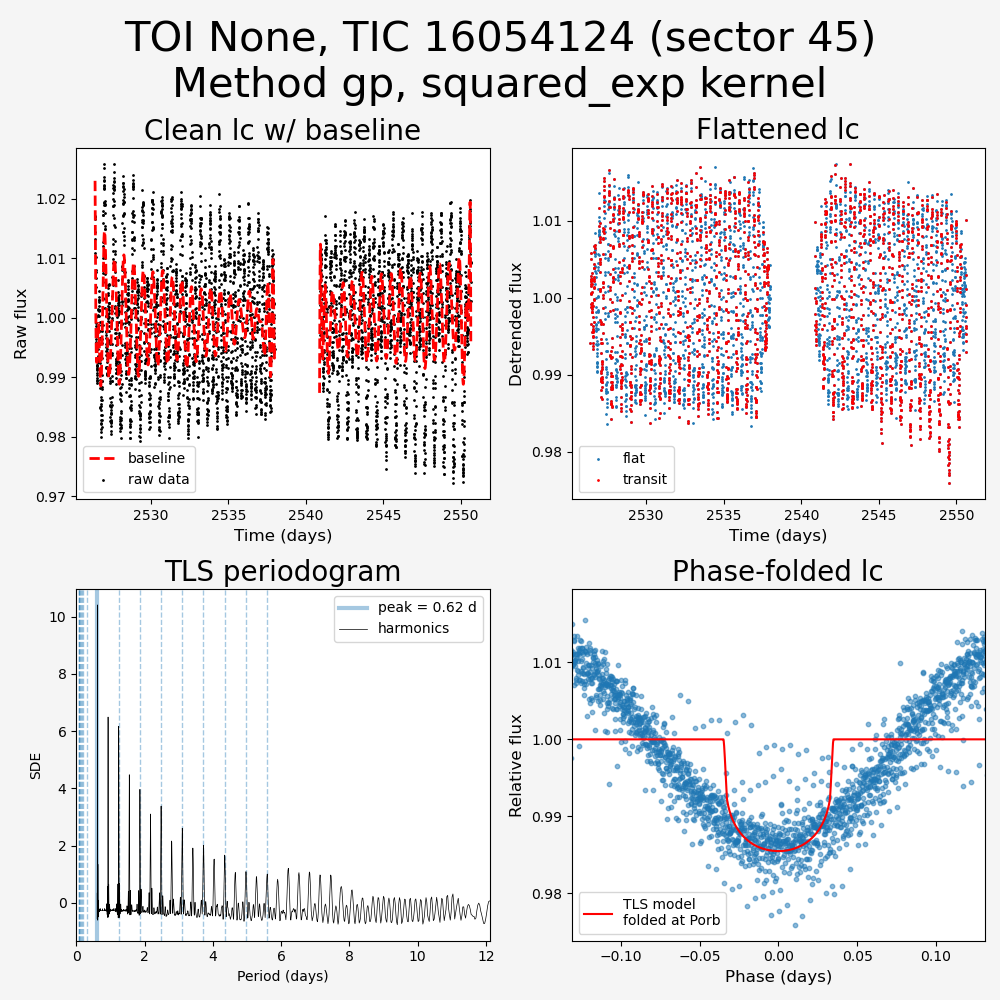 TOI None, TIC 16054124 (sector 45)
Method gp, squared_exp kernel
Clean lc w/ baseline
Raw flux
1.02
1.01
1.00
0.99
0.98
0.97
baseline
raw data
2530
2535
2540
2545
2550
Time (days)
Flattened lc
Detrended flux
1.01
1.00
0.99
0.98
flat
transit
2530
2535
2540
2545
2550
Time (days)
TLS periodogram
SDE
10
8
6
4
2
0
peak = 0.62 d
harmonics
0
2
4
6
8
10
12
Period (days)
Phase-folded lc
Relative flux
1.01
1.00
0.99
0.98
TLS model
folded at Porb
−0.10
−0.05
0.00
0.05
0.10
Phase (days)